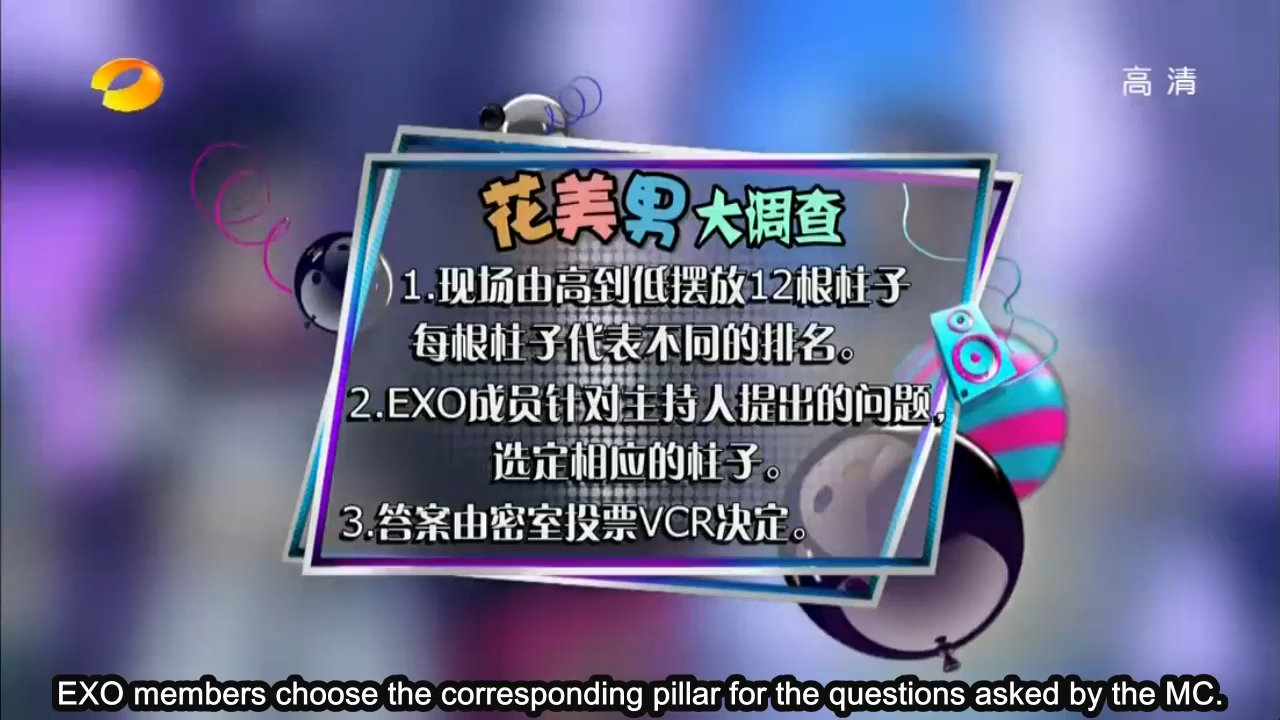 高清
花美男大调查
1.现场由高到低摆放12根柱子
每根柱子代表不同的排名。
2.EXO成员针对主持人提出的问题,
选定相应的柱子。
3.答案由密室投票VCR决定。
EXO members choose the corresponding pillar for the questions asked by the MC.